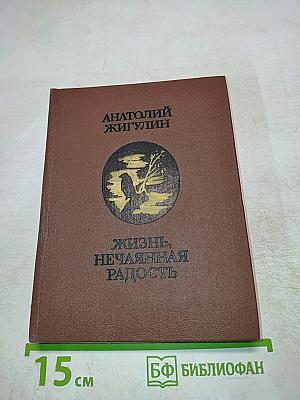 АНАТОЛИЙ
ЖИГУЛИН
ЖИЗНЬ,
НЕЧАЯННАЯ
РАДОСТЬ
15 см
БФ БИБЛИОФАН